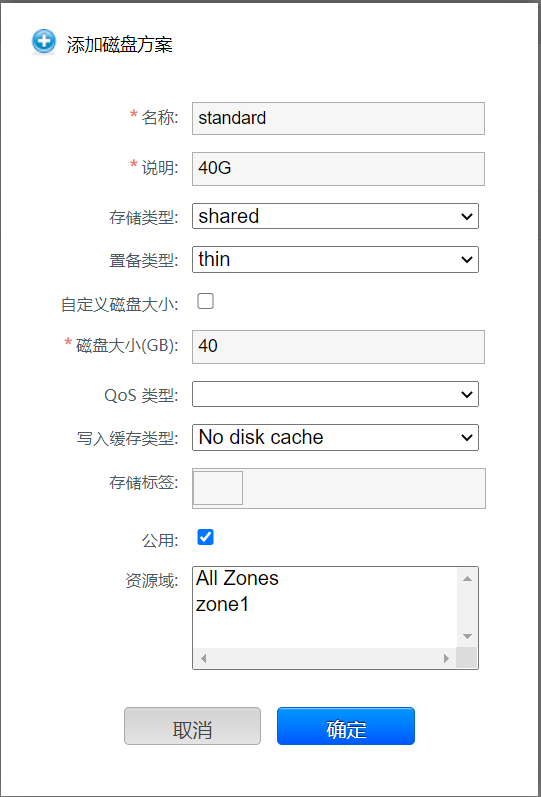 添加磁盘方案
* 名称: standard
* 说明: 40G
存储类型: shared
置备类型: thin
自定义磁盘大小:
* 磁盘大小(GB): 40
QoS 类型:
写入缓存类型: No disk cache
存储标签:
公用:
资源域: All Zones
zone1
取消 确定